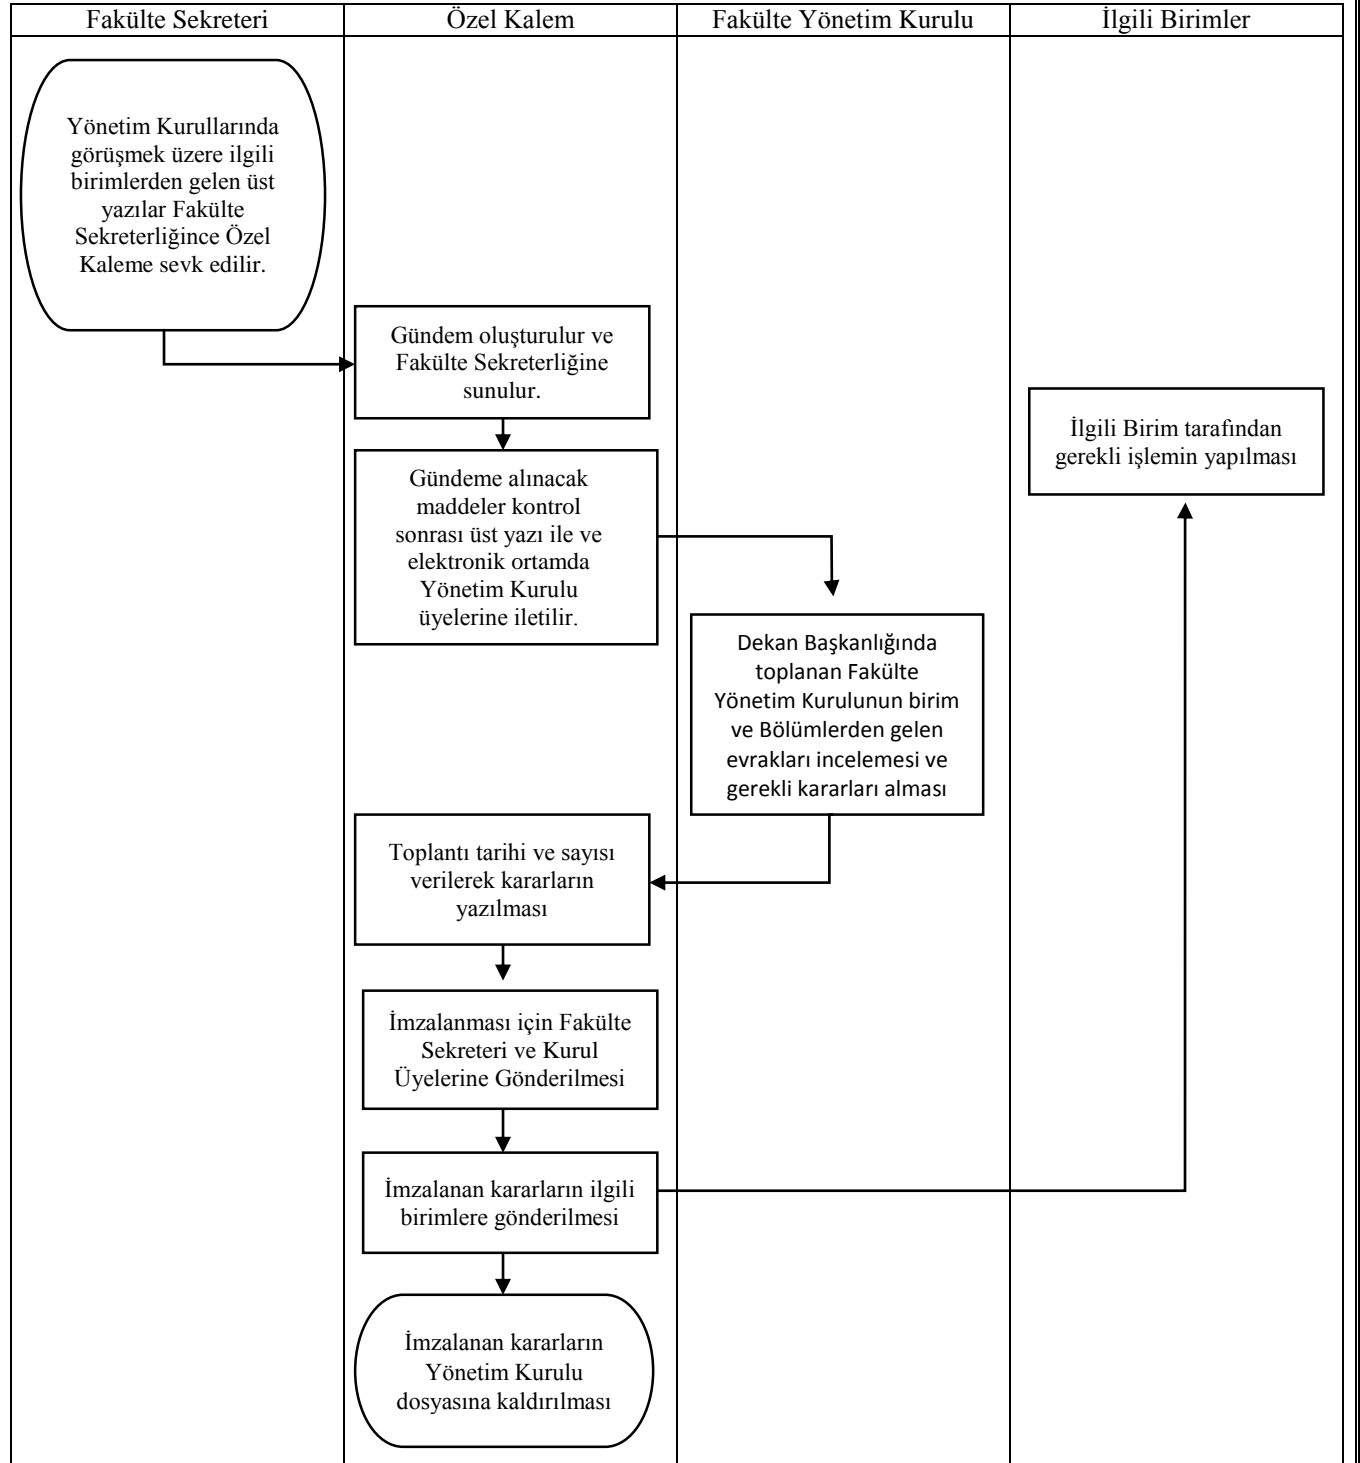 Fakülte Sekreteri
Özel Kalem
Fakülte Yönetim Kurulu
İlgili Birimler
Yönetim Kurullarında
görüşmek üzere ilgili
birimlerden gelen üst
yazılar Fakülte
Sekreterliğince Özel
Kaleme sevk edilir.
Gündem oluşturulur ve
Fakülte Sekreterliğine
sunulur.
İlgili Birim tarafından
gerekli işlemin yapılması
Gündeme alınacak
maddeler kontrol
sonrası üst yazı ile ve
elektronik ortamda
Yönetim Kurulu
üyelerine iletilir.
Dekan Başkanlığında
toplanan Fakülte
Yönetim Kurulunun birim
ve Bölümlerden gelen
evrakları incelemesi ve
gerekli kararları alması
Toplantı tarihi ve sayısı
verilerek kararların
yazılması
İmzalanması için Fakülte
Sekreteri ve Kurul
Üyelerine Gönderilmesi
İmzalanan kararların ilgili
birimlere gönderilmesi
İmzalanan kararların
Yönetim Kurulu
dosyasına kaldırılması